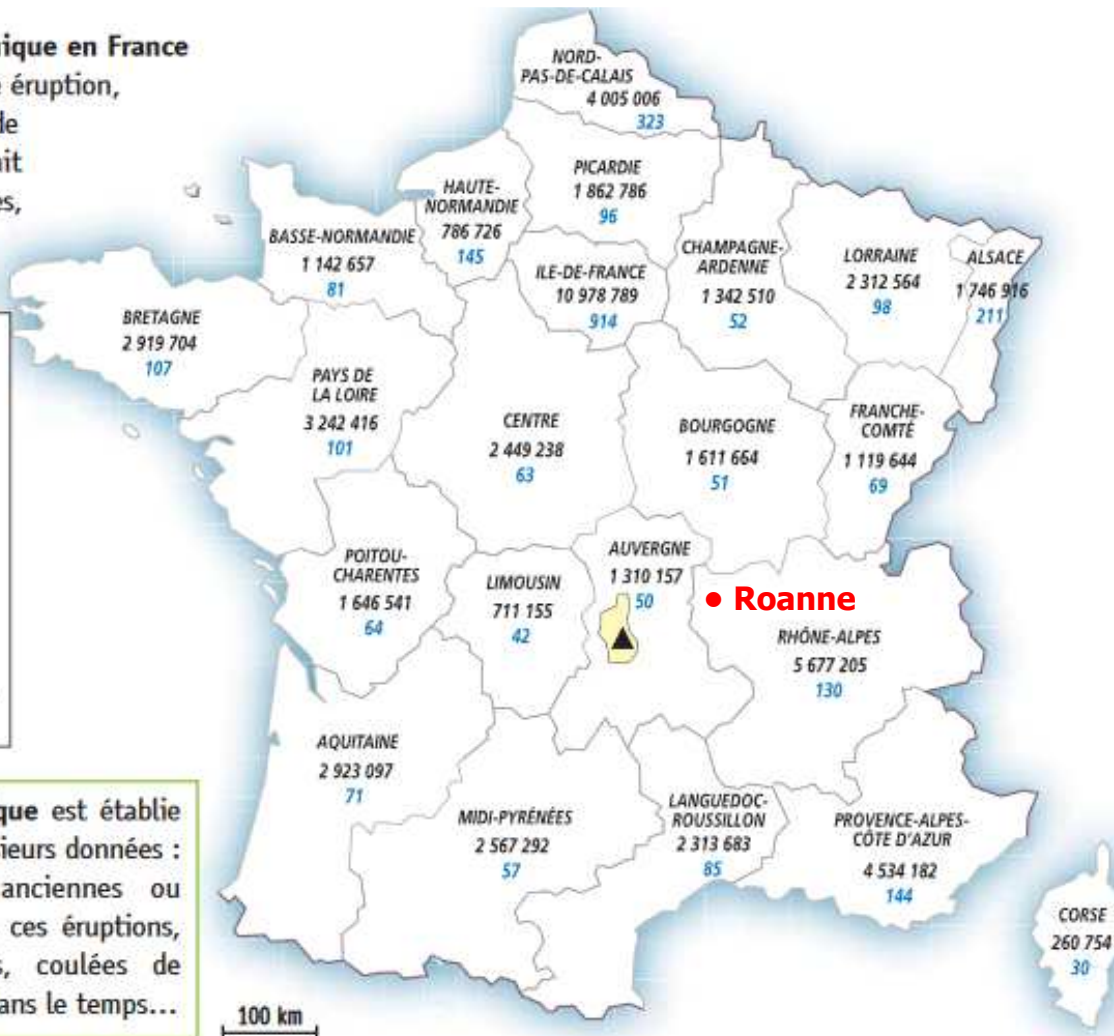 ique en France
éruption,
de
ait
es,
NORD-
PAS-DE-CALAIS
4 005 006
323
PICARDIE
1 862 786
96
HAUTE-
NORMANDIE
786 726
145
BASSE-NORMANDIE
1 142 657
81
ILE-DE-FRANCE
10 978 789
914
CHAMPAGNE-
ARDENNE
1 342 510
52
LORRAINE
2 312 564
98
ALSACE
1 746 916
211
BRETAGNE
2 919 704
107
PAYS DE
LA LOIRE
3 242 416
101
CENTRE
2 449 238
63
BOURGOGNE
1 611 664
51
FRANCHE-
COMTÉ
1 119 644
69
POITOU-
CHARENTES
1 646 541
64
LIMOUSIN
711 155
42
AUVERGNE
1 310 157
50
• Roanne
RHÔNE-ALPES
5 677 205
130
AQUITAINE
2 923 097
71
MIDI-PYRÉNÉES
2 567 292
57
LANGUEDOC-
ROUSSILLON
2 313 683
85
PROVENCE-ALPES-
CÔTE D'AZUR
4 534 182
144
CORSE
260 754
30
que est établie
ieurs données :
anciennes ou
ces éruptions,
s, coulées de
ans le temps...
100 km